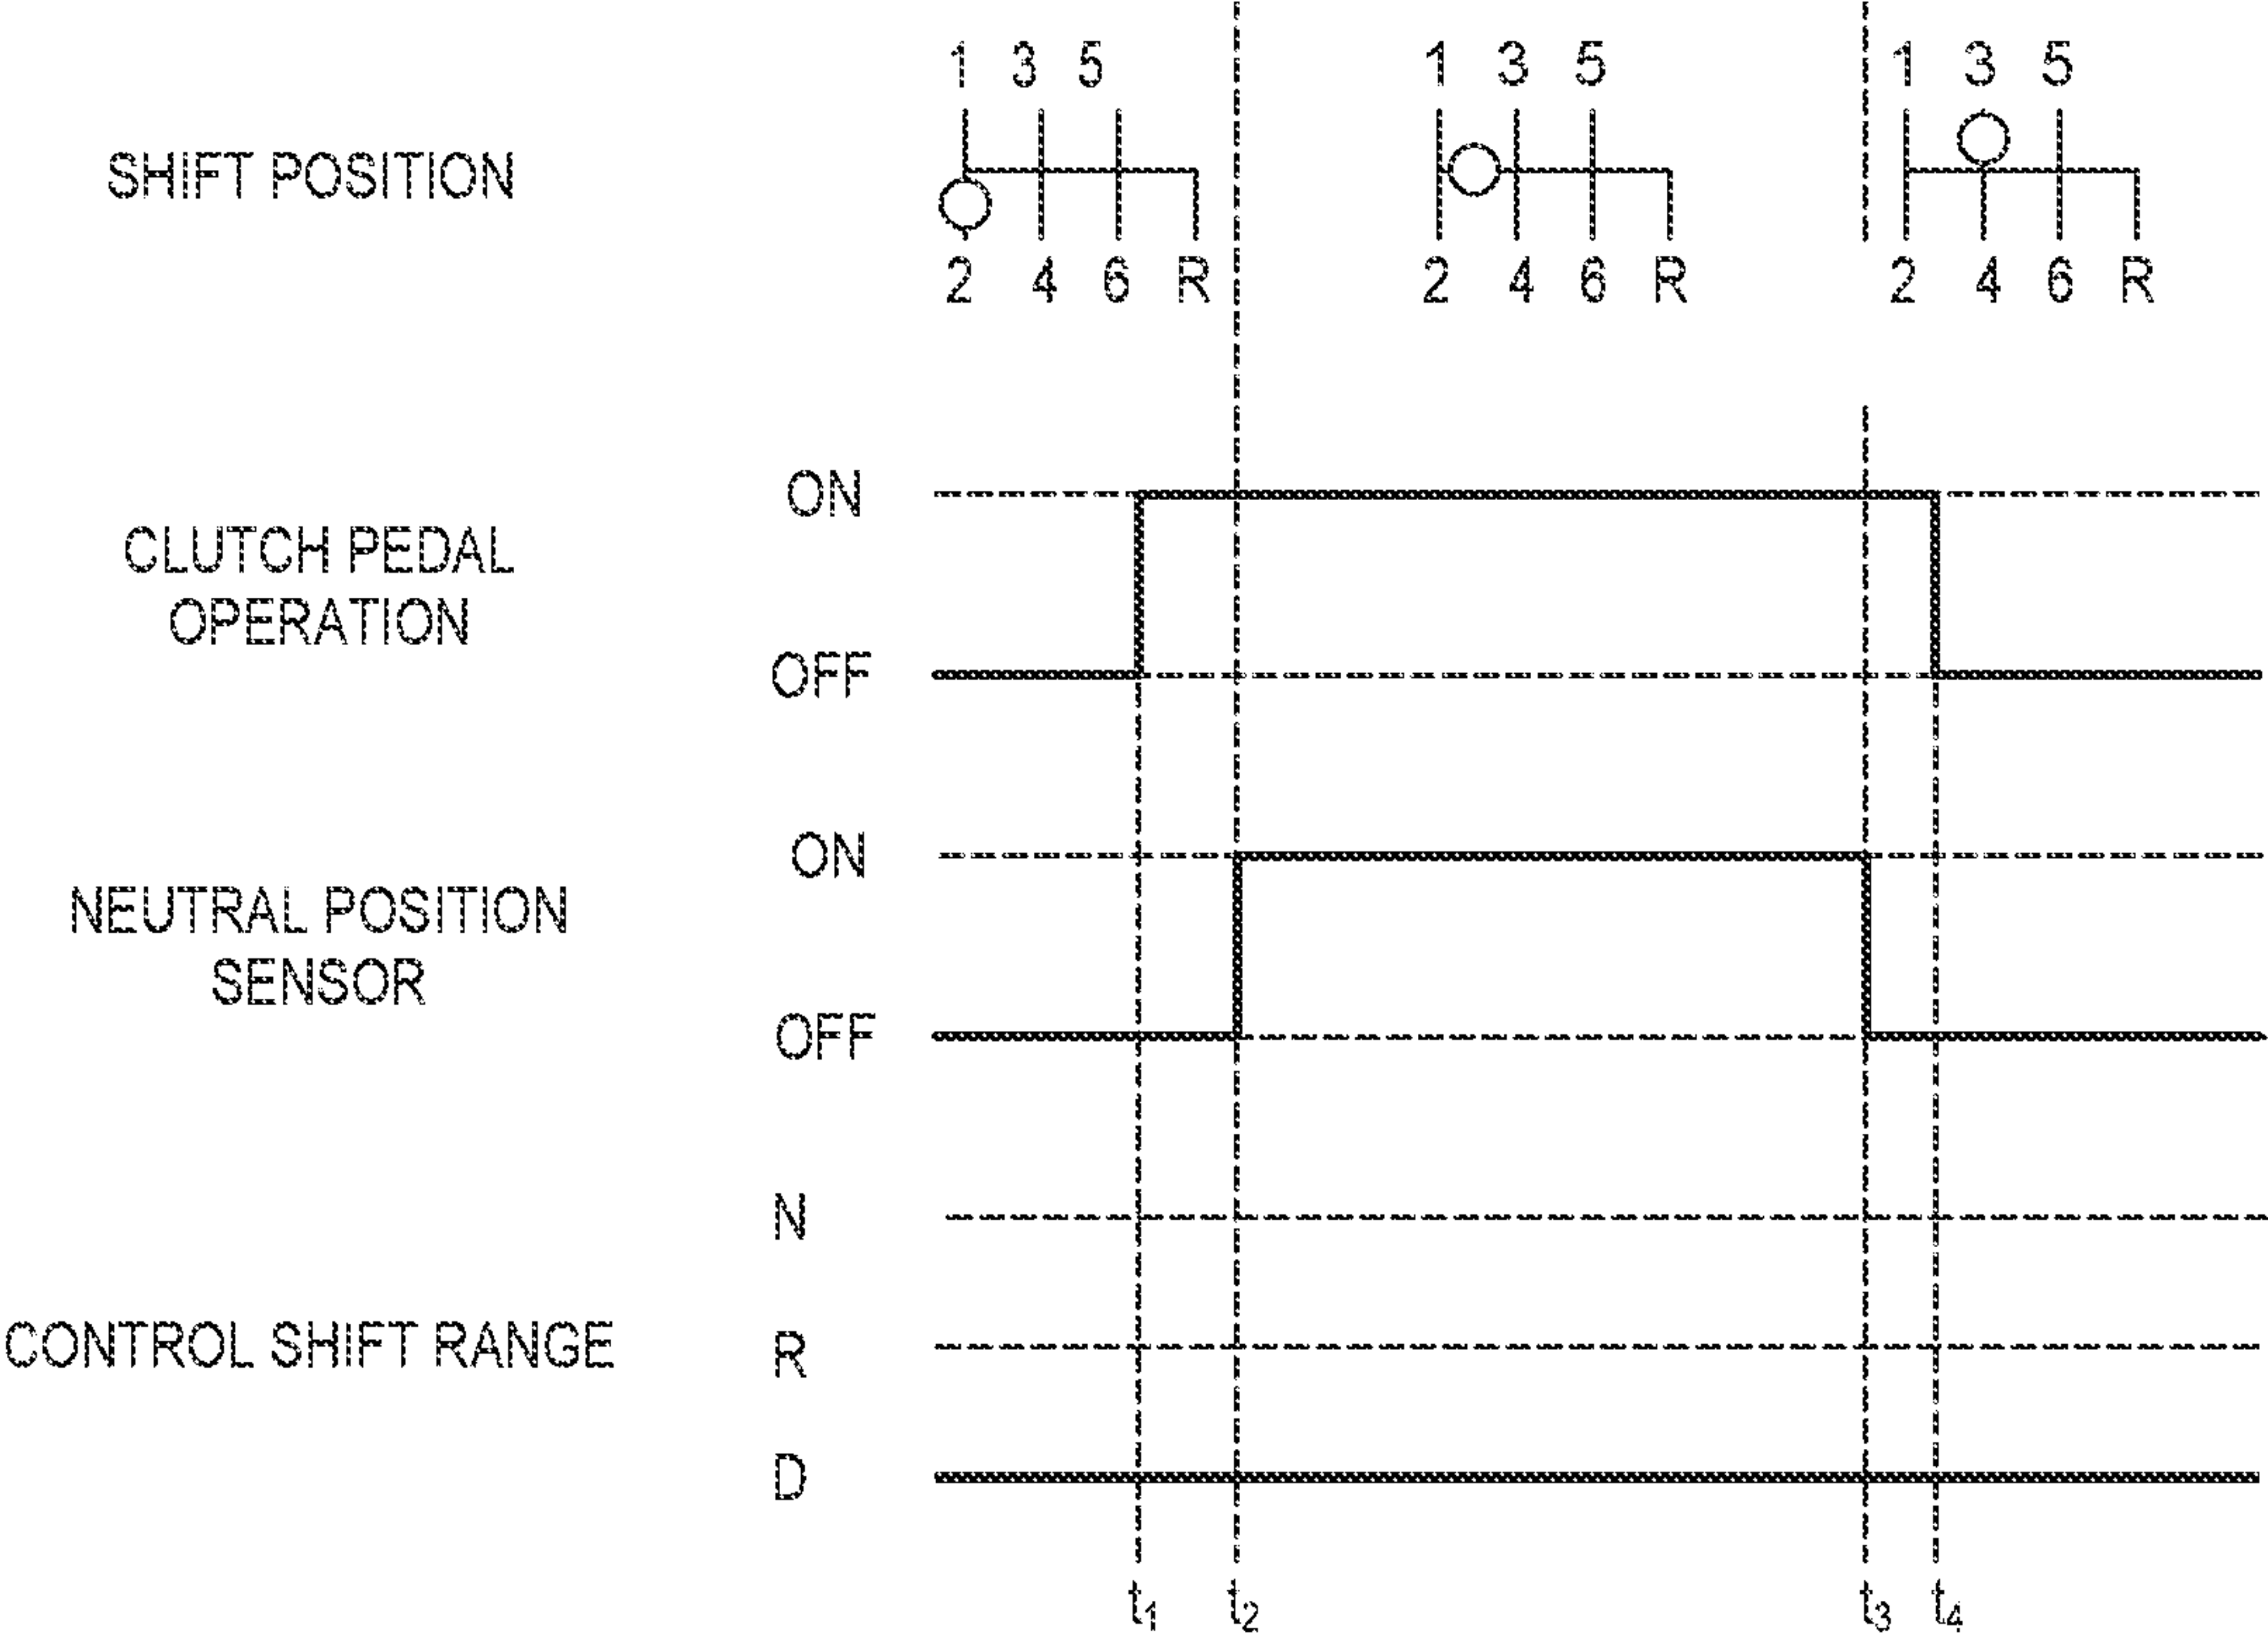 1 3 5 1 3 5 1 3 5
SHIFT POSITION
2 4 6 R 2 4 6 R 2 4 6 R
ON
CLUTCH PEDAL
OPERATION
OFF
ON
NEUTRAL POSITION
SENSOR
OFF
N
CONTROL SHIFT RANGE R
D
t1 t2 t3 t4